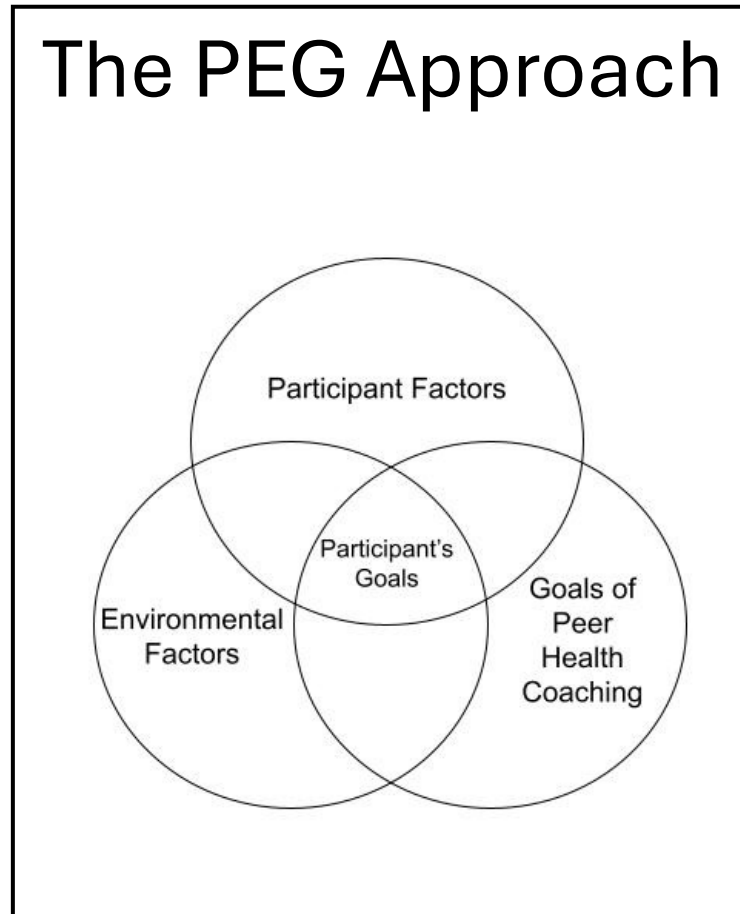 The PEG Approach
Participant Factors
Participant's
Goals
Environmental
Factors
Goals of
Peer
Health
Coaching